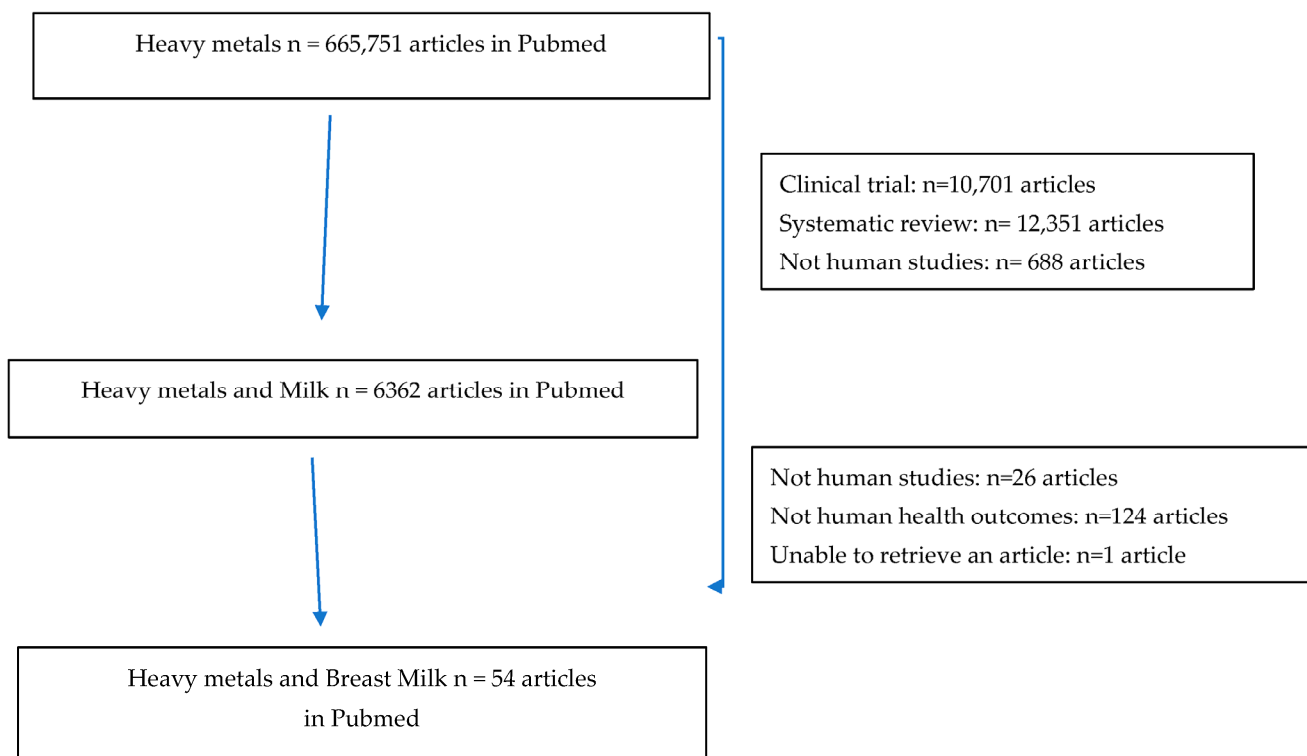 Heavy metals n = 665,751 articles in Pubmed
Clinical trial: n=10,701 articles
Systematic review: n= 12,351 articles
Not human studies: n= 688 articles
Heavy metals and Milk n = 6362 articles in Pubmed
Not human studies: n=26 articles
Not human health outcomes: n=124 articles
Unable to retrieve an article: n=1 article
Heavy metals and Breast Milk n = 54 articles
in Pubmed